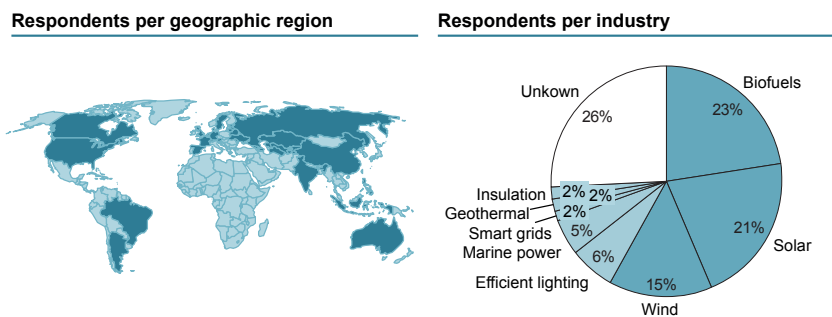 Respondents per geographic region
Respondents per industry
Unkown
26%
Biofuels
23%
Solar
21%
Wind
15%
Efficient lighting
6%
Marine power
5%
Smart grids
2%
Geothermal
2%
Insulation
2%